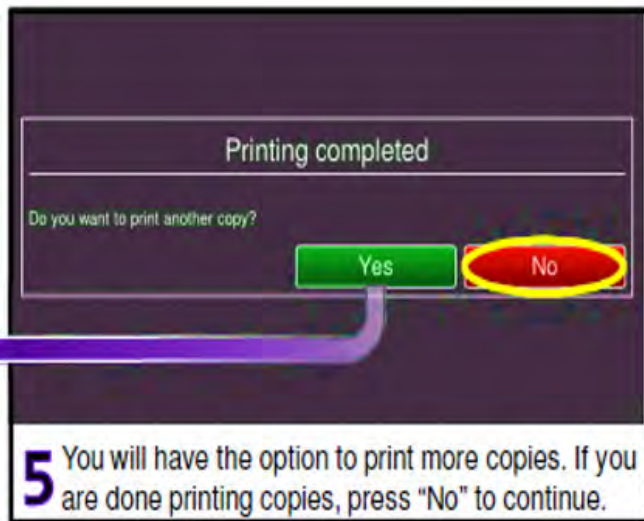 Printing completed
Do you want to print another copy?
Yes
No
5 You will have the option to print more copies. If you
are done printing copies, press “No” to continue.